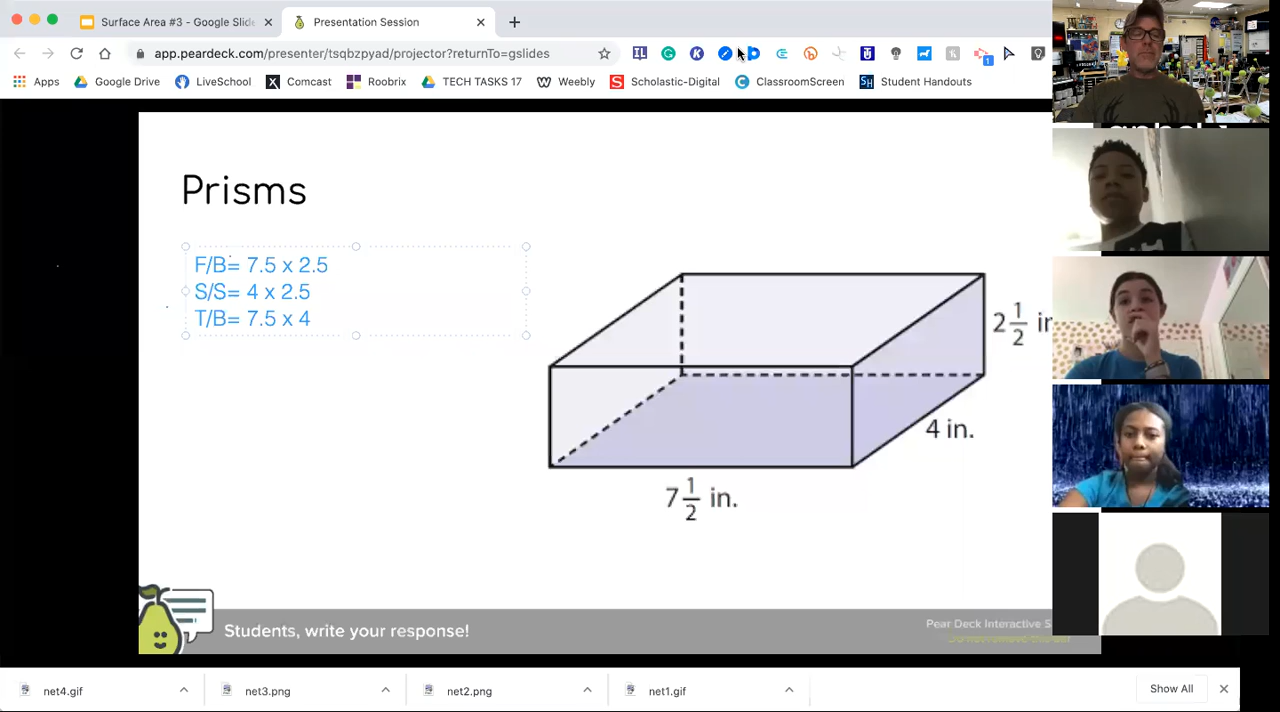 Surface Area #3 - Google Slide
Presentation Session
app.peardeck.com/presenter/tsqbzpyad/projector?returnTo=gslides
Apps
Google Drive
LiveSchool
Comcast
Rootrix
TECH TASKS 17
Weebly
Scholastic-Digital
ClassroomScreen
Student Handouts
Prisms
F/B= 7.5 x 2.5
S/S= 4 x 2.5
T/B= 7.5 x 4
2 1/2 in
4 in.
7 1/2 in.
Students, write your response!
Pear Deck Interactive S
net4.gif
net3.png
net2.png
net1.gif
Show All